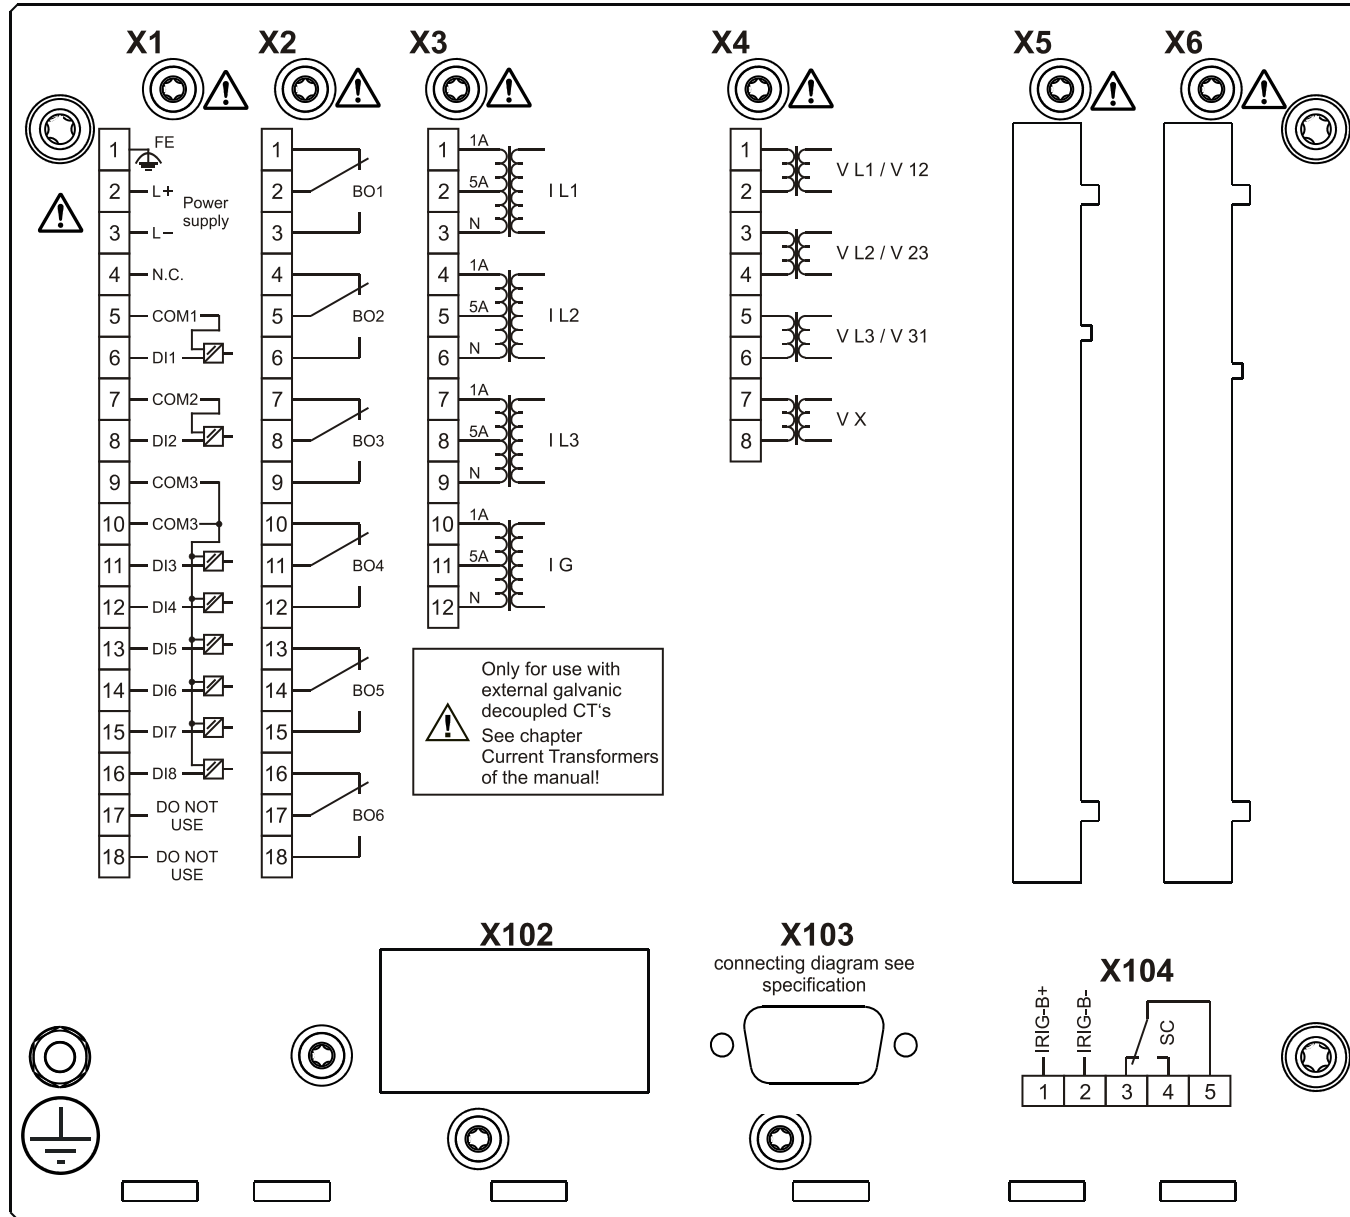 X1 X2 X3 X4 X5 X6
1 FE
2 L+
Power
supply
3 L–
4 N.C.
5 COM1
6 DI1
7 COM2
8 DI2
9 COM3
10 COM3
11 DI3
12 DI4
13 DI5
14 DI6
15 DI7
16 DI8
17 DO NOT
USE
18 DO NOT
USE
1
2 BO1
3
4
5 BO2
6
7
8 BO3
9
10
11 BO4
12
13
14 BO5
15
16
17 BO6
18
1 1A
2 5A I L1
3 N
4 1A
5 5A I L2
6 N
7 1A
8 5A I L3
9 N
10 1A
11 5A I G
12 N
Only for use with
external galvanic
decoupled CT‘s
See chapter
Current Transformers
of the manual!
1
V L1 / V 12
2
3
V L2 / V 23
4
5
V L3 / V 31
6
7
V X
8
X102
X103
connecting diagram see
specification
X104
IRIG-B+
IRIG-B-
SC
1 2 3 4 5